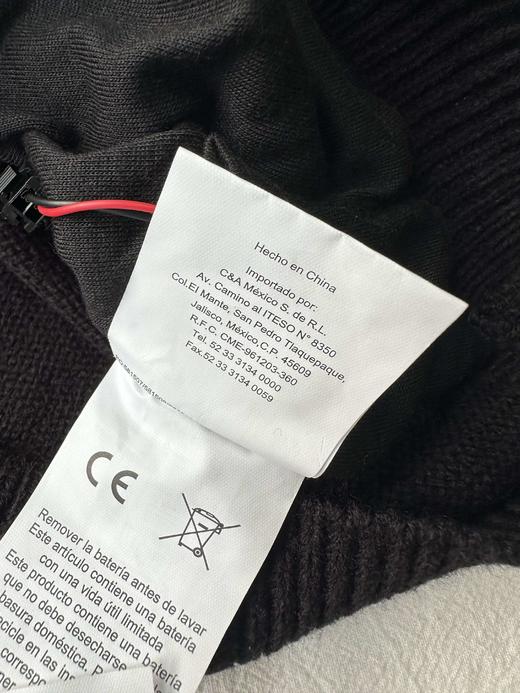 Hecho en China
Importado por:
C&A México S. de R.L.
Av. Camino al ITESO N° 8350
Col.El Mante, San Pedro Tlaquepaque,
Jalisco, México,C.P. 45609
R.F.C. CME-961203-360
Tel. 52 33 3134 0000
Fax.52 33 3134 0059
CE
Remover la batería antes de lavar
Este artículo contiene una batería
con una vida útil limitada
Este producto contiene una batería
que no debe desecharse
basura doméstica.
en las